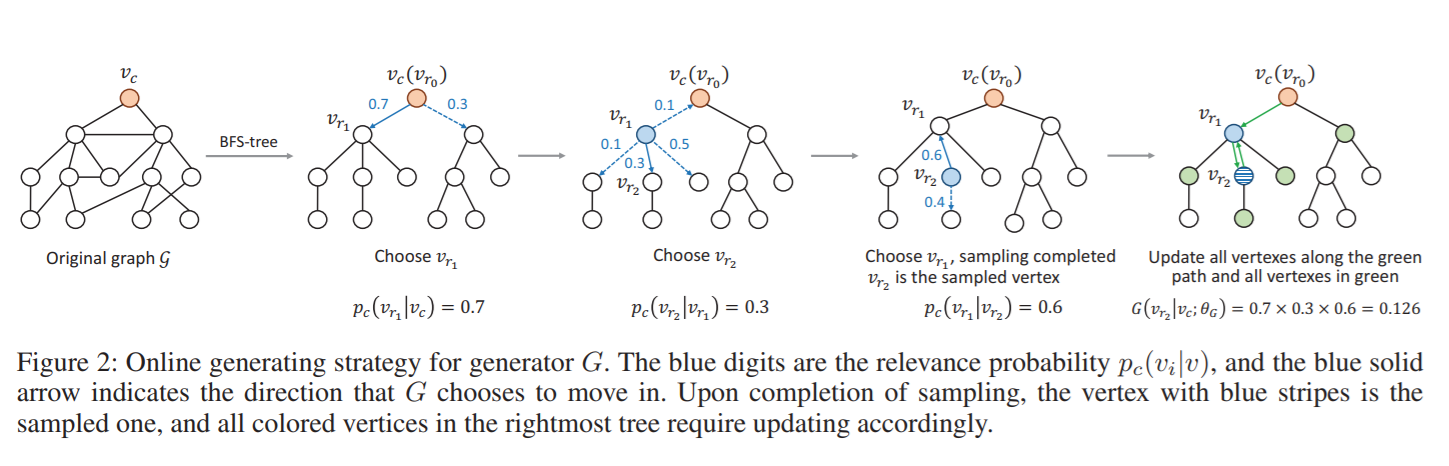 v_c
Original graph 𝒢
BFS-tree
v_c(v_{r_0})
0.7
0.3
v_{r_1}
Choose v_{r_1}
p_c(v_{r_1}|v_c) = 0.7
v_c(v_{r_0})
0.1
v_{r_1}
0.1
0.5
0.3
v_{r_2}
Choose v_{r_2}
p_c(v_{r_2}|v_{r_1}) = 0.3
v_c(v_{r_0})
v_{r_1}
0.6
v_{r_2}
0.4
Choose v_{r_1}, sampling completed
v_{r_2} is the sampled vertex
p_c(v_{r_1}|v_{r_2}) = 0.6
v_c(v_{r_0})
v_{r_1}
v_{r_2}
Update all vertexes along the green
path and all vertexes in green
G(v_{r_2}|v_c; θ_G) = 0.7 × 0.3 × 0.6 = 0.126
Figure 2: Online generating strategy for generator G. The blue digits are the relevance probability p_c(v_i|v), and the blue solid
arrow indicates the direction that G chooses to move in. Upon completion of sampling, the vertex with blue stripes is the
sampled one, and all colored vertices in the rightmost tree require updating accordingly.